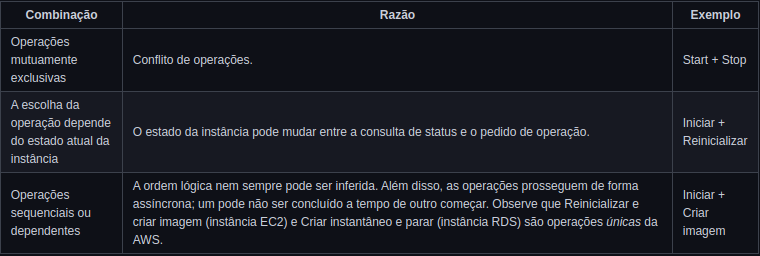 Combinação Razão Exemplo
Operações
mutuamente
exclusivas
Conflito de operações.
Start + Stop
A escolha da
operação depende
do estado atual da
instância
O estado da instância pode mudar entre a consulta de status e o pedido de operação.
Iniciar +
Reinicializar
Operações
sequenciais ou
dependentes
A ordem lógica nem sempre pode ser inferida. Além disso, as operações prosseguem de forma
assíncrona; um pode não ser concluído a tempo de outro começar. Observe que Reinicializar e
criar imagem (instância EC2) e Criar instantâneo e parar (instância RDS) são operações únicas da
AWS.
Iniciar +
Criar
imagem